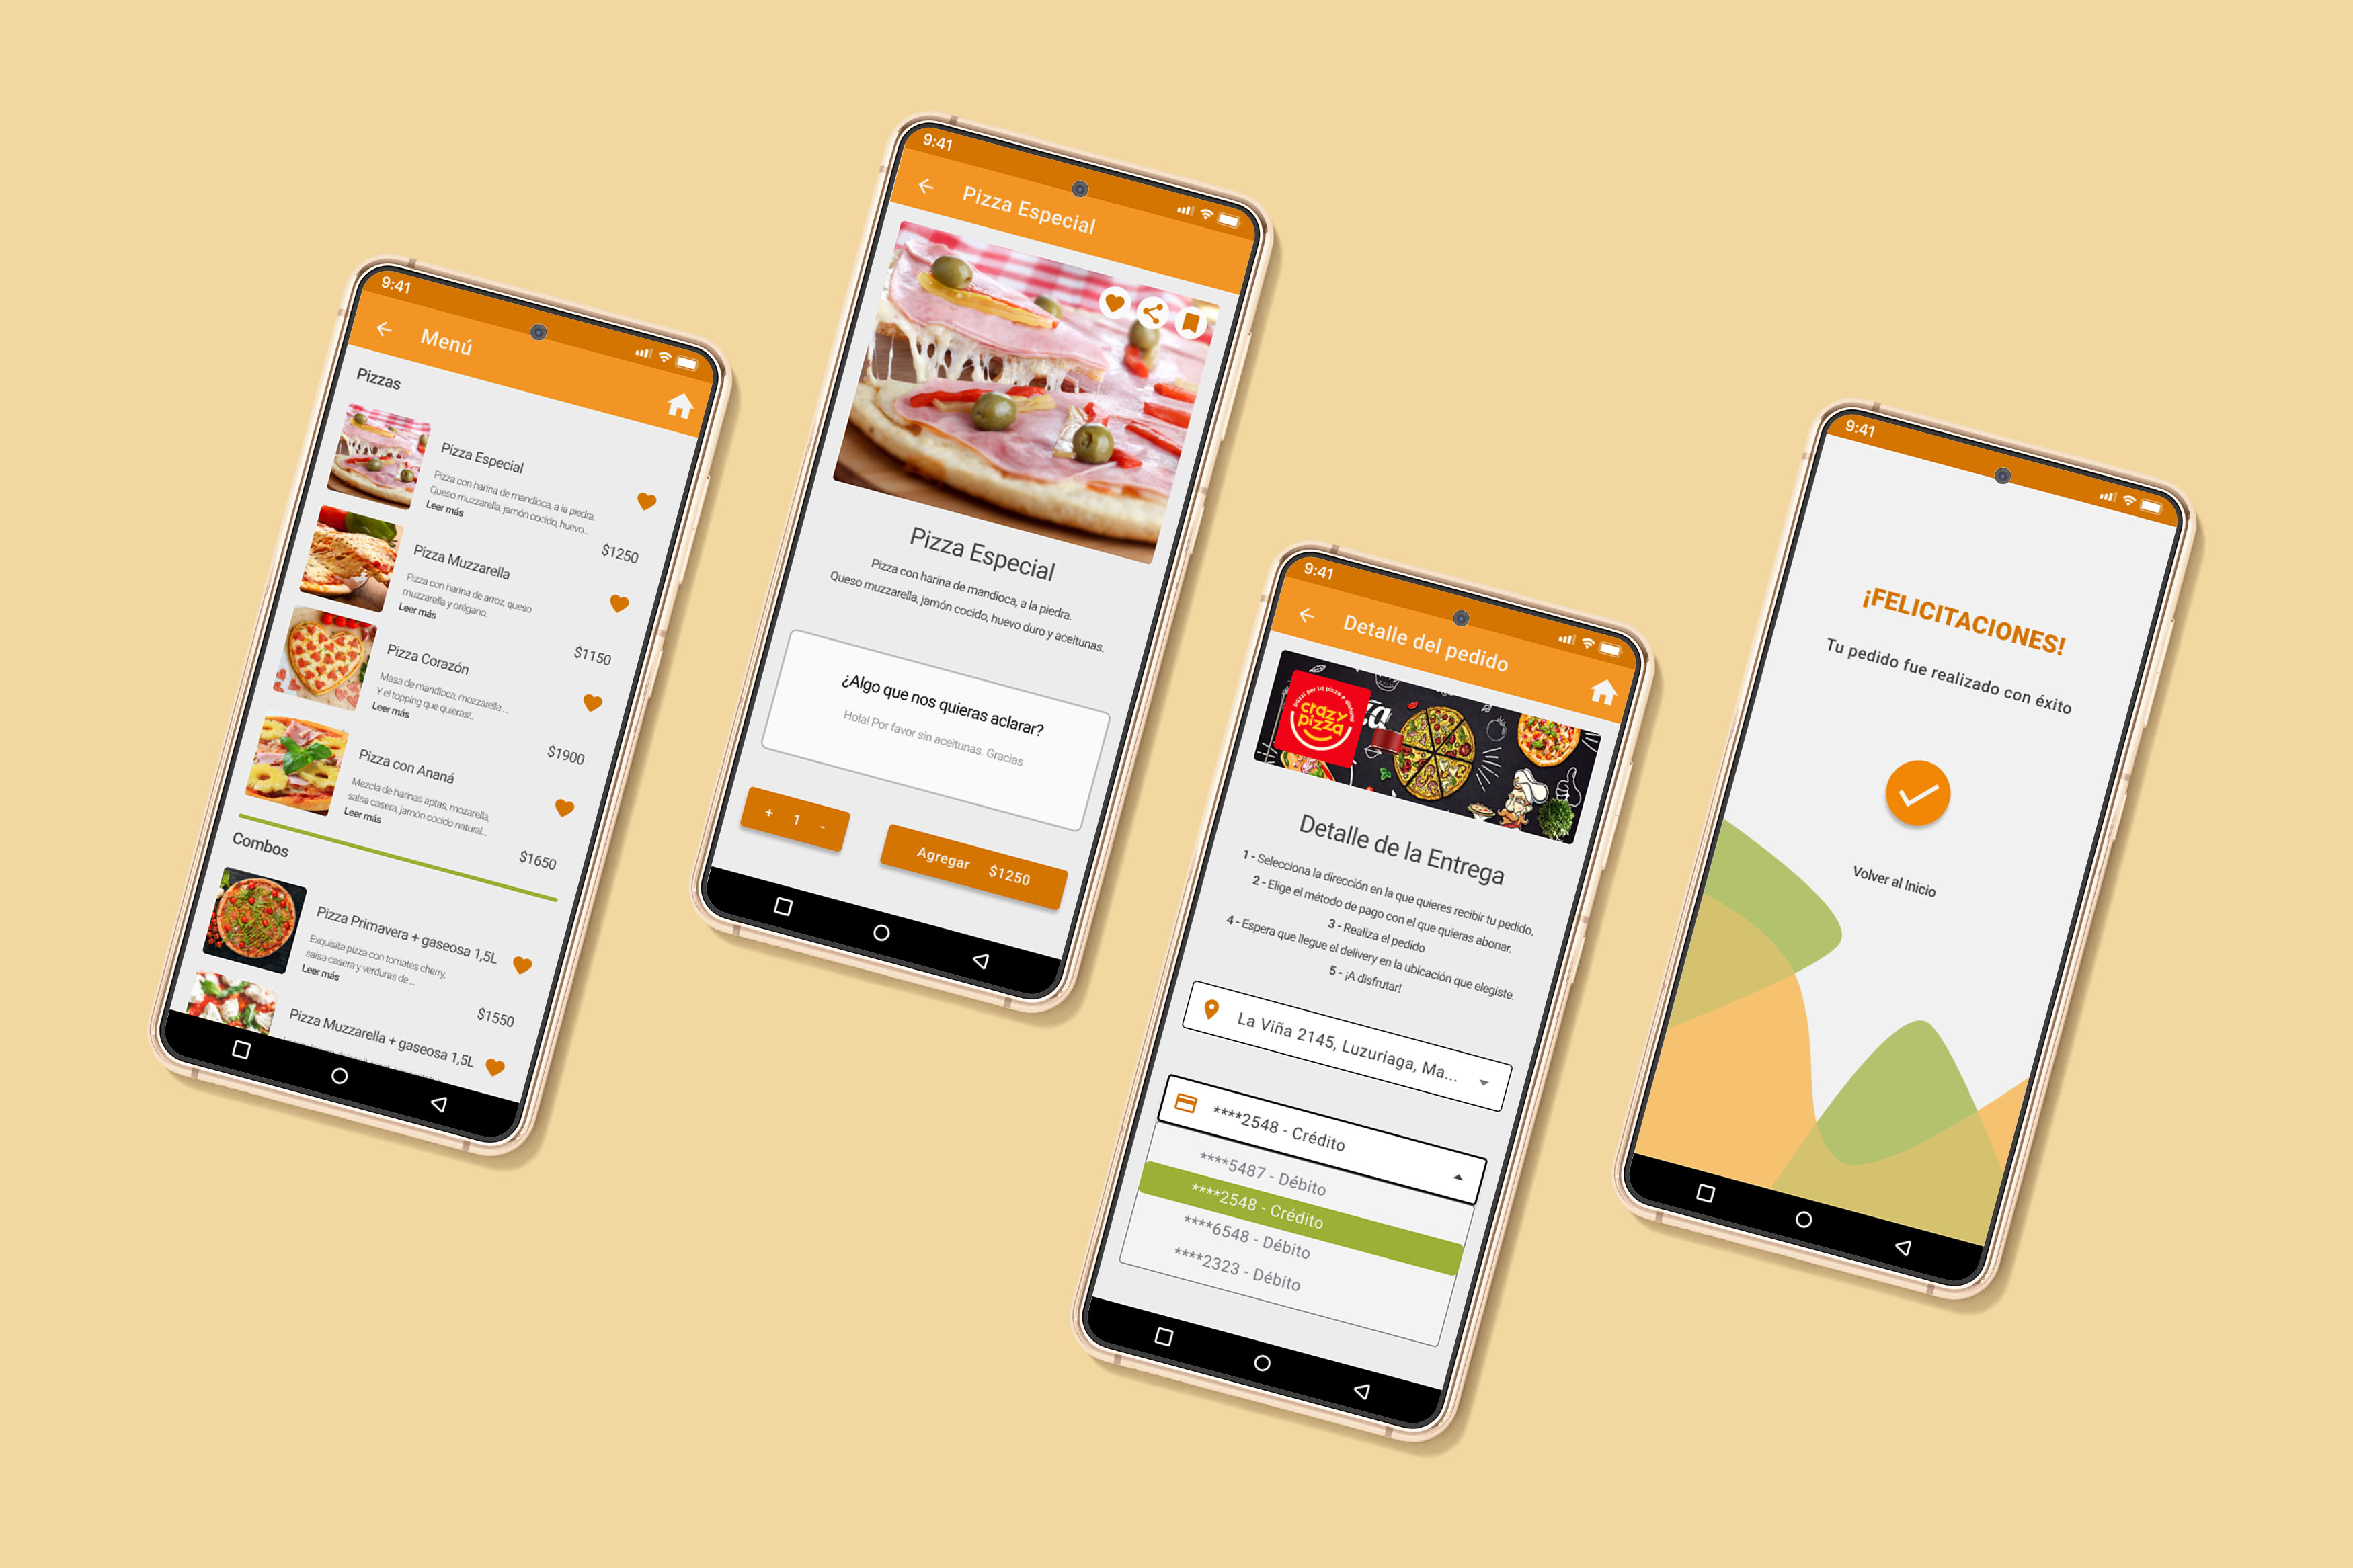 9:41
Menú
Pizzas
Pizza Especial
Pizza con harina de mandioca, a la piedra.
Queso muzzarella, jamón cocido, huevo...
Leer más
$1250
Pizza Muzzarella
Pizza con harina de arroz, queso
muzzarella y orégano.
Leer más
$1150
Pizza Corazón
Masa de mandioca, mozzarella ...
Y el topping que quieras!..
Leer más
$1900
Pizza con Ananá
Mezcla de harinas aptas, mozarella,
salsa casera, jamón cocido natural...
Leer más
$1650
Combos
Pizza Primavera + gaseosa 1,5L
Exquisita pizza con tomates cherry,
salsa casera y verduras de ...
Leer más
$1550
Pizza Muzzarella + gaseosa 1,5L
9:41
Pizza Especial
Pizza Especial
Pizza con harina de mandioca, a la piedra.
Queso muzzarella, jamón cocido, huevo duro y aceitunas.
¿Algo que nos quieras aclarar?
Hola! Por favor sin aceitunas. Gracias
+ 1 -
Agregar $1250
9:41
Detalle del pedido
crazy
pizza
Detalle de la Entrega
1 - Selecciona la dirección en la que quieres recibir tu pedido.
2 - Elige el método de pago con el que quieras abonar.
3 - Realiza el pedido
4 - Espera que llegue el delivery en la ubicación que elegiste.
5 - ¡A disfrutar!
La Viña 2145, Luzuriaga, Ma...
****2548 - Crédito
****5487 - Débito
****2548 - Crédito
****6548 - Débito
****2323 - Débito
9:41
¡FELICITACIONES!
Tu pedido fue realizado con éxito
Volver al Inicio